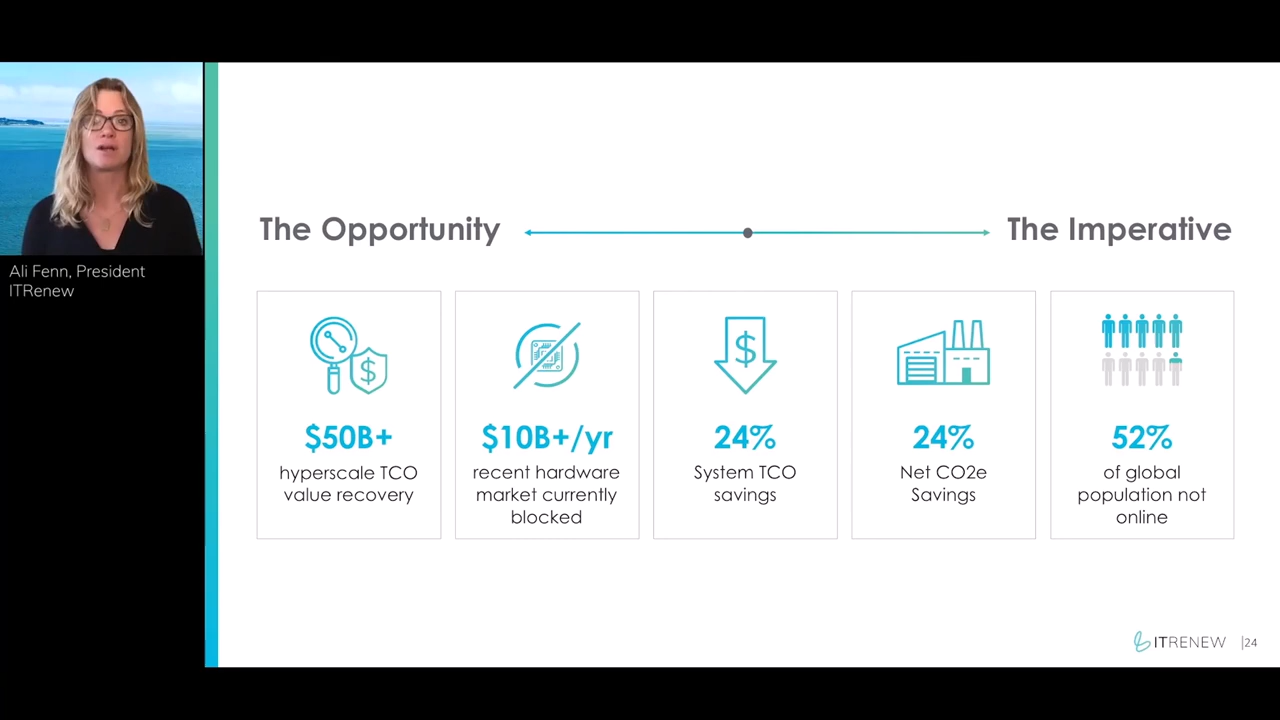 Ali Fenn, President
ITRenew
The Opportunity
The Imperative
$50B+
hyperscale TCO
value recovery
$10B+/yr
recent hardware
market currently
blocked
24%
System TCO
savings
24%
Net CO2e
Savings
52%
of global
population not
online
ITRENEW |24